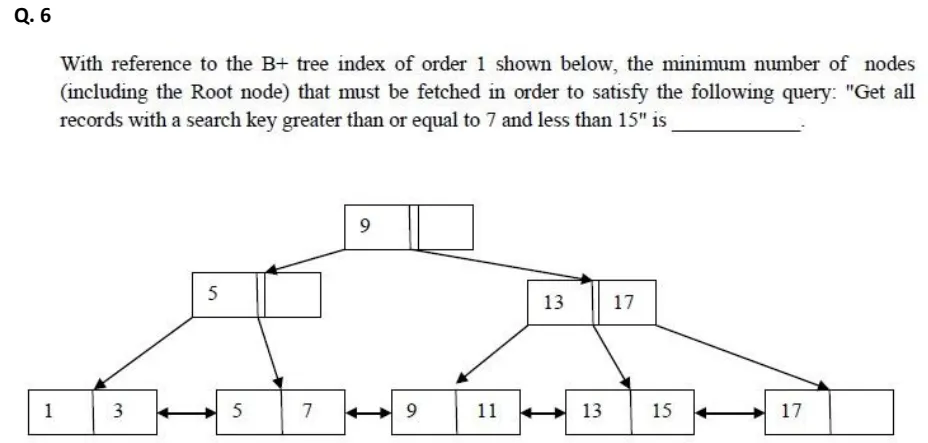 Q. 6
With reference to the B+ tree index of order 1 shown below, the minimum number of nodes
(including the Root node) that must be fetched in order to satisfy the following query: "Get all
records with a search key greater than or equal to 7 and less than 15" is ____________.
9
5
13 17
1 3 5 7 9 11 13 15 17